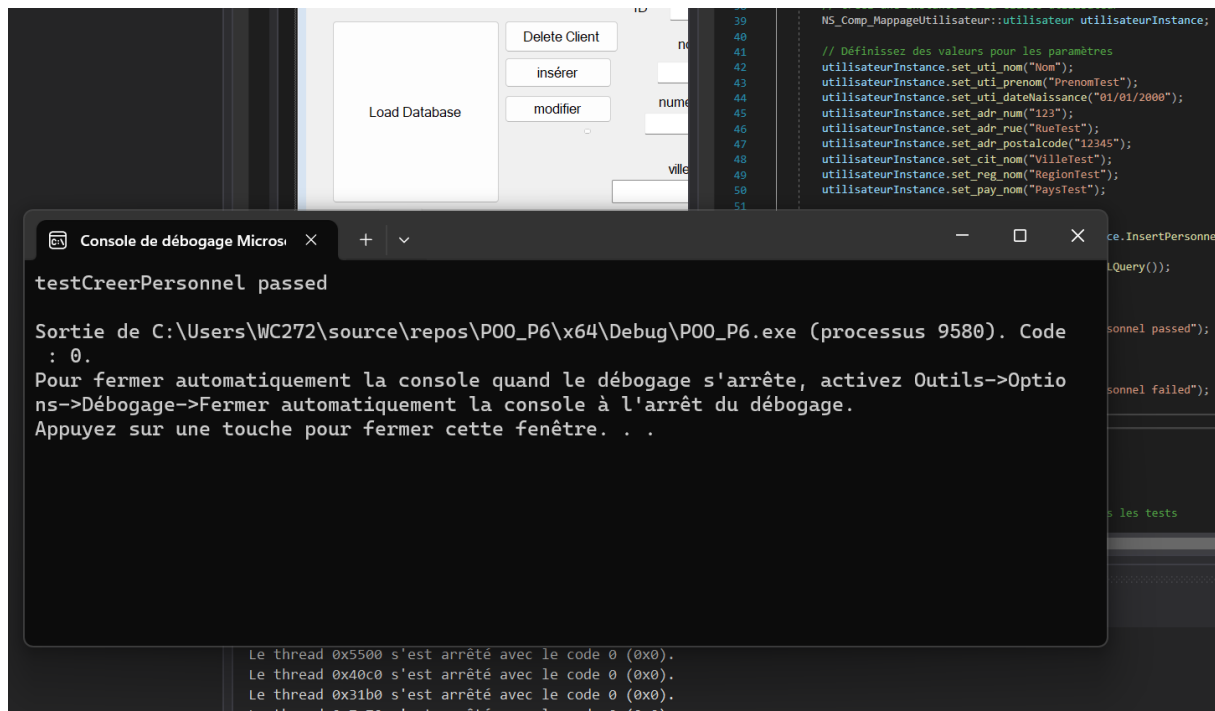 Delete Client
insérer
modifier
Load Database
ID
nume
ville
39 NS_Comp_MappageUtilisateur::utilisateur utilisateurInstance;
40
41 // Définissez des valeurs pour les paramètres
42 utilisateurInstance.set_uti_nom("Nom");
43 utilisateurInstance.set_uti_prenom("PrenomTest");
44 utilisateurInstance.set_uti_dateNaissance("01/01/2000");
45 utilisateurInstance.set_adr_num("123");
46 utilisateurInstance.set_adr_rue("RueTest");
47 utilisateurInstance.set_adr_postalcode("12345");
48 utilisateurInstance.set_cit_nom("VilleTest");
49 utilisateurInstance.set_reg_nom("RegionTest");
50 utilisateurInstance.set_pay_nom("PaysTest");
51
ce.InsertPersonne
LQuery());
sonnel passed");
sonnel failed");
s les tests
Console de débogage Micros
testCreerPersonnel passed
Sortie de C:\Users\WC272\source\repos\POO_P6\x64\Debug\POO_P6.exe (processus 9580). Code
: 0.
Pour fermer automatiquement la console quand le débogage s'arrête, activez Outils->Optio
ns->Débogage->Fermer automatiquement la console à l'arrêt du débogage.
Appuyez sur une touche pour fermer cette fenêtre. . .
Le thread 0x5500 s'est arrêté avec le code 0 (0x0).
Le thread 0x40c0 s'est arrêté avec le code 0 (0x0).
Le thread 0x31b0 s'est arrêté avec le code 0 (0x0).